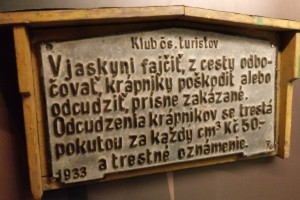 Klub čs. turistov
V jaskyni fajčiť, z cesty odbo-
čovať, krápniky poškodiť alebo
odcudziť, prísne zakázané.
Odcudzenia krápnikov se trestá
pokutou za každý cm³ Kč 50.-
a trestné oznámenie.
1933